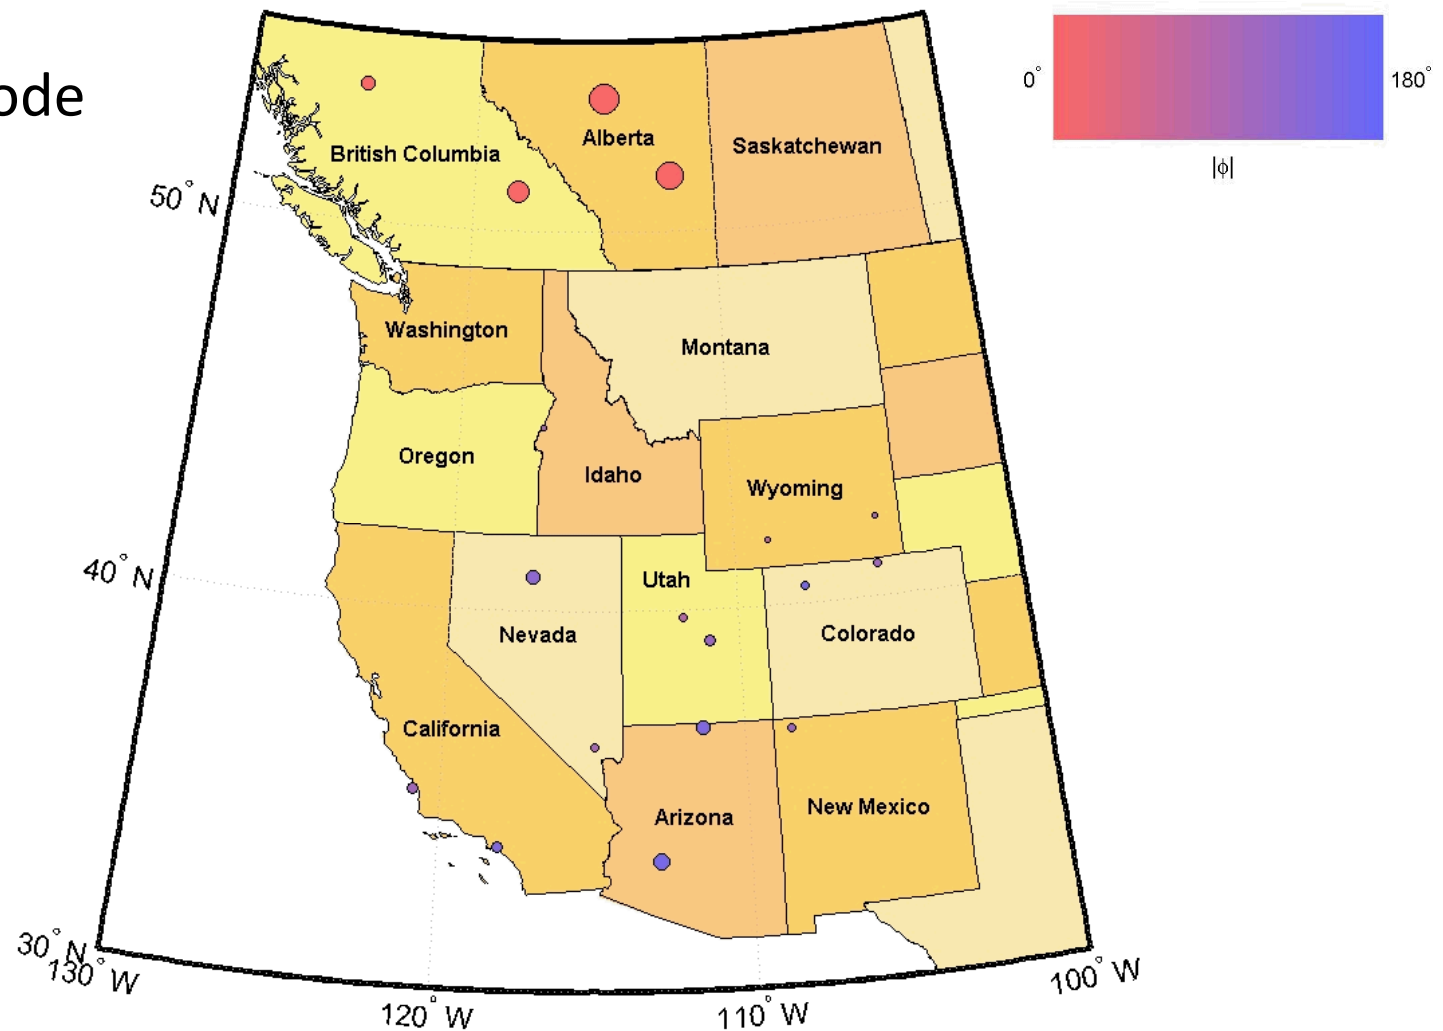 ode
0°
180°
|ϕ|
British Columbia
Alberta
Saskatchewan
50° N
Washington
Montana
Oregon
Idaho
Wyoming
40° N
Utah
Nevada
Colorado
California
Arizona
New Mexico
30° N
130° W
120° W
110° W
100° W